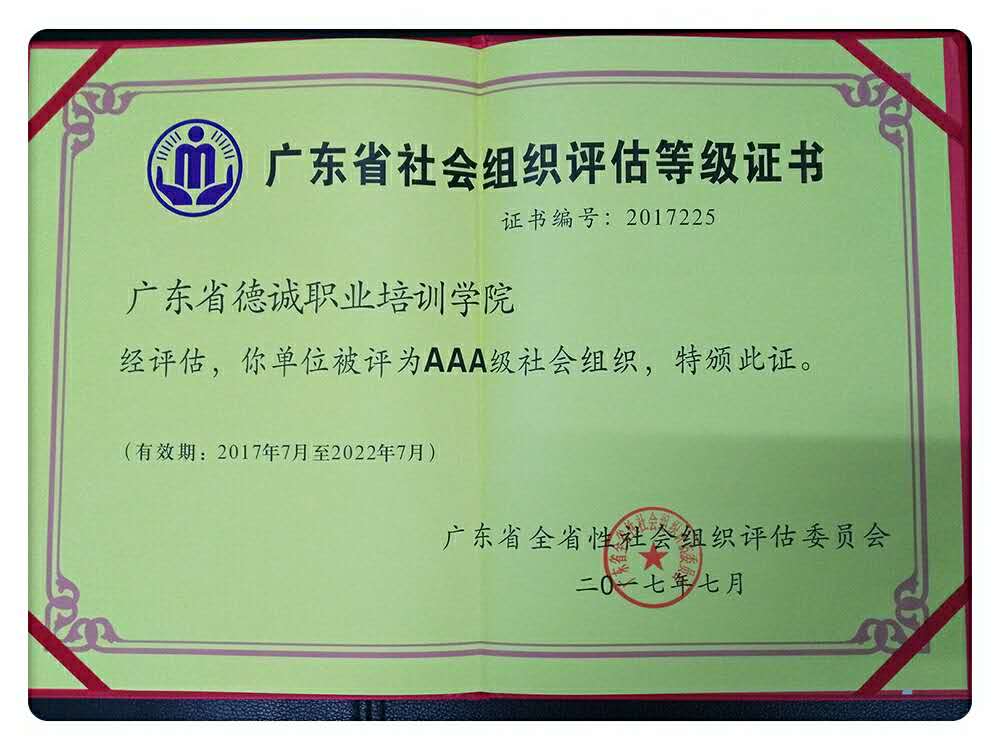 广东省社会组织评估等级证书
证书编号：2017225
广东省德诚职业培训学院
经评估，你单位被评为AAA级社会组织，特颁此证。
（有效期：2017年7月至2022年7月）
广东省全省性社会组织评估委员会
二0一七年七月